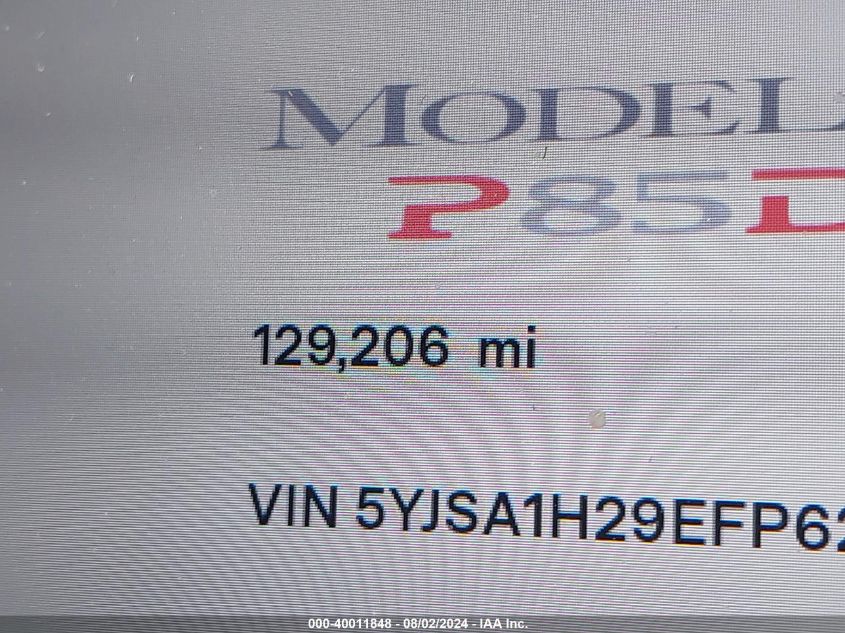 MODEL
P85D
129,206 mi
VIN 5YJSA1H29EFP62
000-40011848 - 08/02/2024 - IAA Inc.